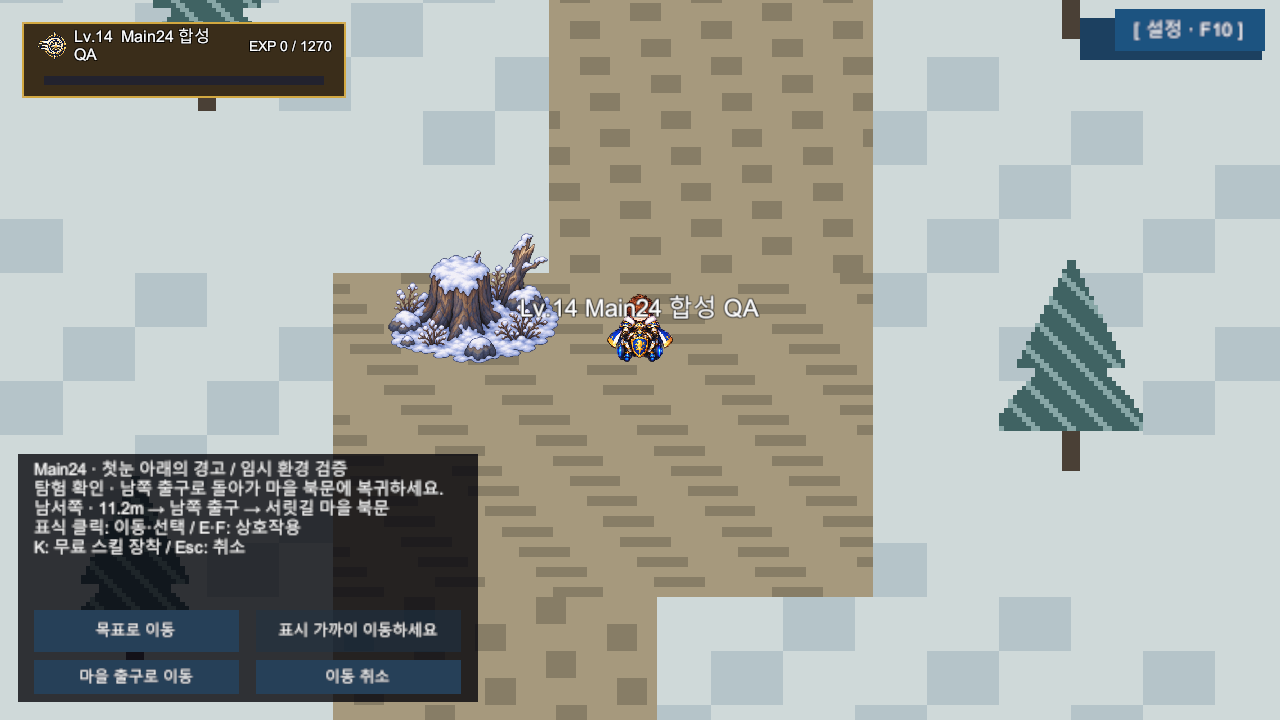 Lv.14 Main24 합성
QA
EXP 0 / 1270
[ 설정 · F10 ]
Lv.14 Main24 합성 QA
Main24 · 첫눈 아래의 경고 / 임시 환경 검증
탐험 확인 · 남쪽 출구로 돌아가 마을 북문에 복귀하세요.
남서쪽 · 11.2m → 남쪽 출구 → 서릿길 마을 북문
표식 클릭: 이동·선택 / E·F: 상호작용
K: 무료 스킬 장착 / Esc: 취소
목표로 이동
표시 가까이 이동하세요
마을 출구로 이동
이동 취소